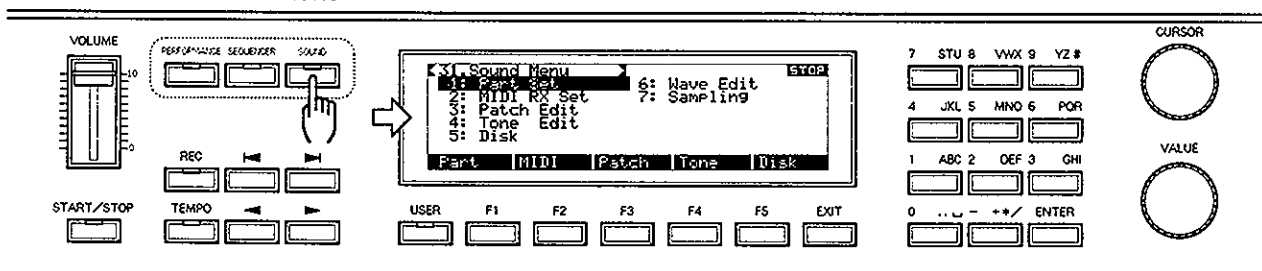 VOLUME
10
0
PERFORMANCE SEQUENCER SOUND
REC
START/STOP
TEMPO
31.Sound Menu STOP
1: Part Set 6: Wave Edit
2: MIDI RX Set 7: Sampling
3: Patch Edit
4: Tone Edit
5: Disk
Part MIDI Patch Tone Disk
USER F1 F2 F3 F4 F5 EXIT
7 STU 8 VWX 9 YZ #
4 JKL 5 MNO 6 PQR
1 ABC 2 DEF 3 GHI
0 ..␣ - +*/ ENTER
CURSOR
VALUE